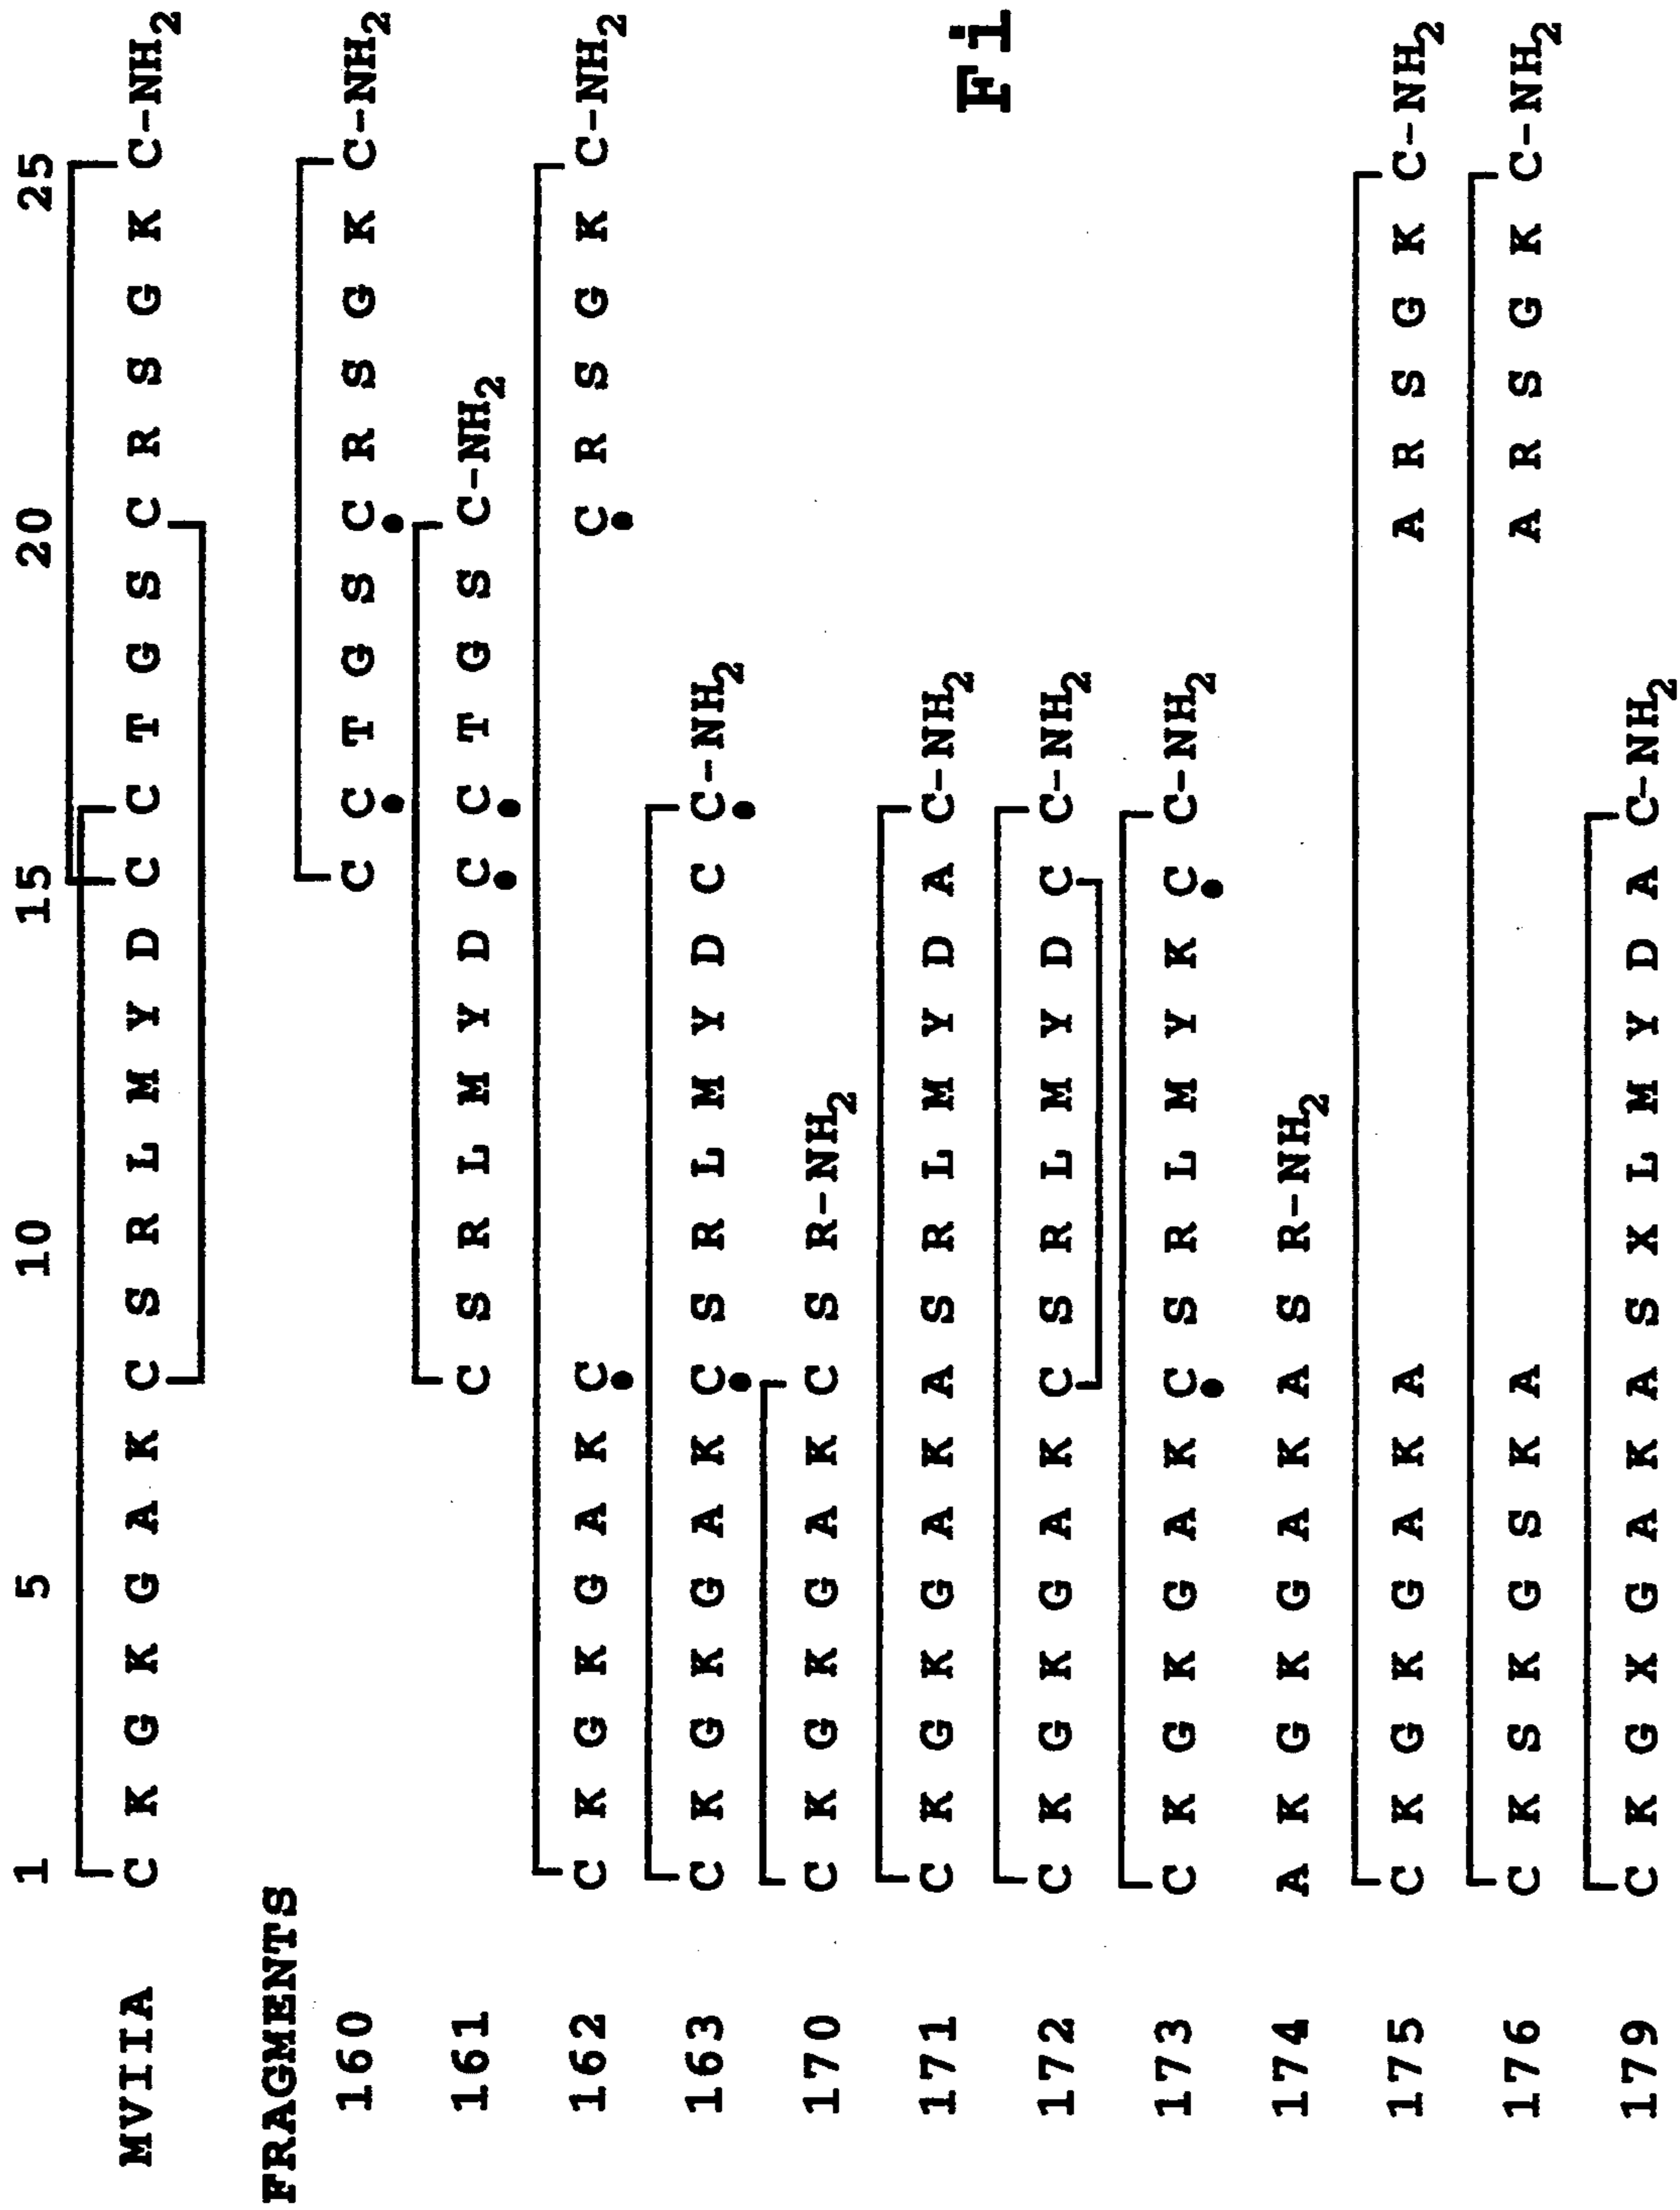 1 5 10 15 20 25
MVIIA C K G K G A K C S R L M Y D C C T G S C R S G K C-NH₂
FRAGMENTS
160 C C T G S C R S G K C-NH₂
161 C S R L M Y D C C T G S C-NH₂
162 C K G K G A K C C R S G K C-NH₂
163 C K G K G A K C S R L M Y D C C-NH₂
170 C K G K G A K C S R-NH₂
171 C K G K G A K A S R L M Y D A C-NH₂
172 C K G K G A K C S R L M Y D C C-NH₂
173 C K G K G A K C S R L M Y K C C-NH₂
174 A K G K G A K A S R-NH₂
175 C K G K G A K A A R S G K C-NH₂
176 C K S K G S K A A R S G K C-NH₂
179 C K G X G A K A S X L M Y D A C-NH₂
Fi